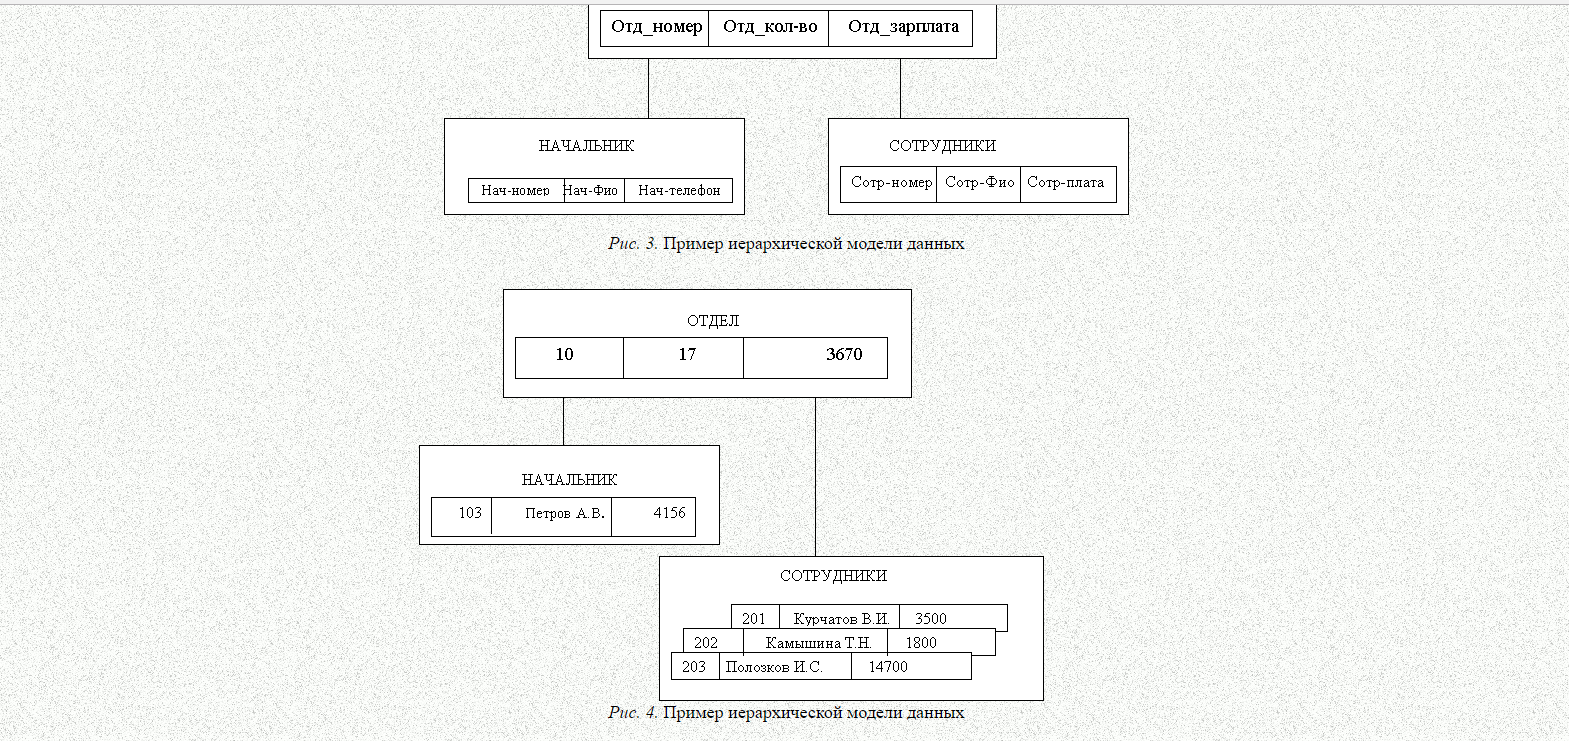 Отд_номер Отд_кол-во Отд_зарплата
НАЧАЛЬНИК СОТРУДНИКИ
Нач-номер Нач-Фио Нач-телефон Сотр-номер Сотр-Фио Сотр-плата
Рис. 3. Пример иерархической модели данных
ОТДЕЛ
10 17 3670
НАЧАЛЬНИК
103 Петров А.В. 4156
СОТРУДНИКИ
201 Курчатов В.И. 3500
202 Камышина Т.Н. 1800
203 Полозков И.С. 14700
Рис. 4. Пример иерархической модели данных